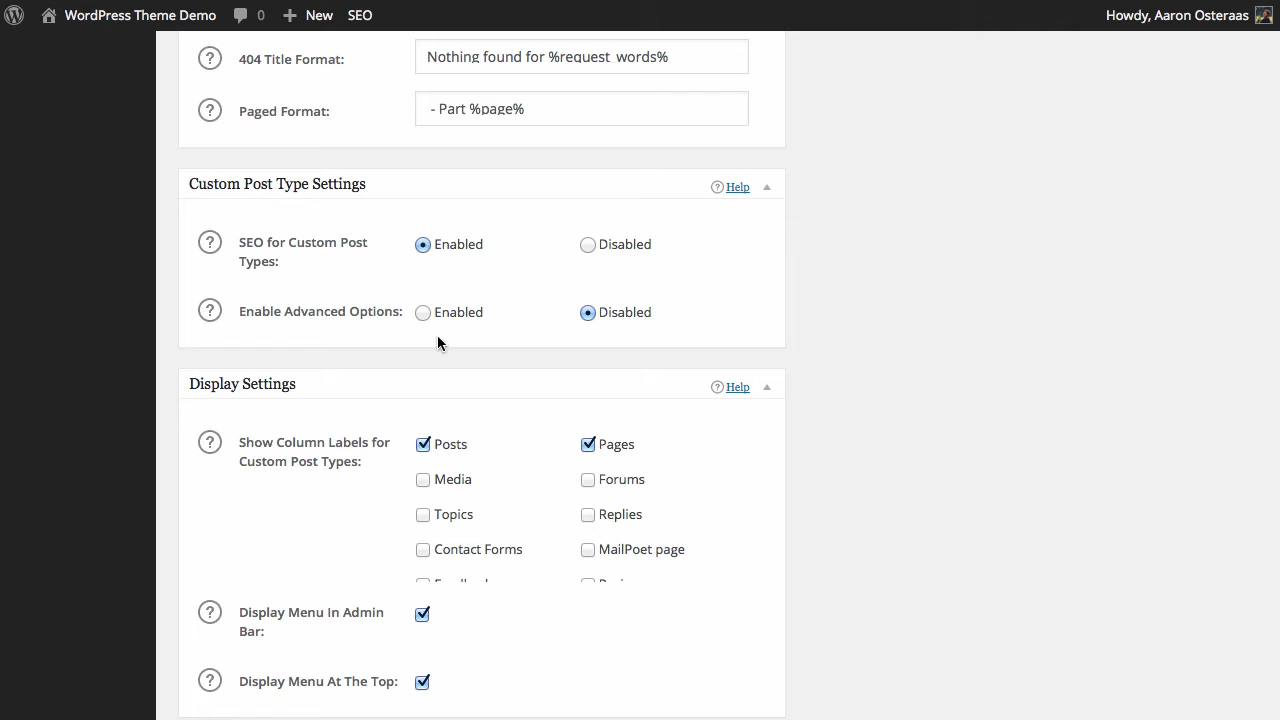 WordPress Theme Demo 0 New SEO Howdy, Aaron Osteraas
404 Title Format: Nothing found for %request_words%
Paged Format: - Part %page%
Custom Post Type Settings ? Help
SEO for Custom Post Enabled Disabled
Types:
Enable Advanced Options: Enabled Disabled
Display Settings ? Help
Show Column Labels for Posts Pages
Custom Post Types:
Media Forums
Topics Replies
Contact Forms MailPoet page
Display Menu In Admin
Bar:
Display Menu At The Top: